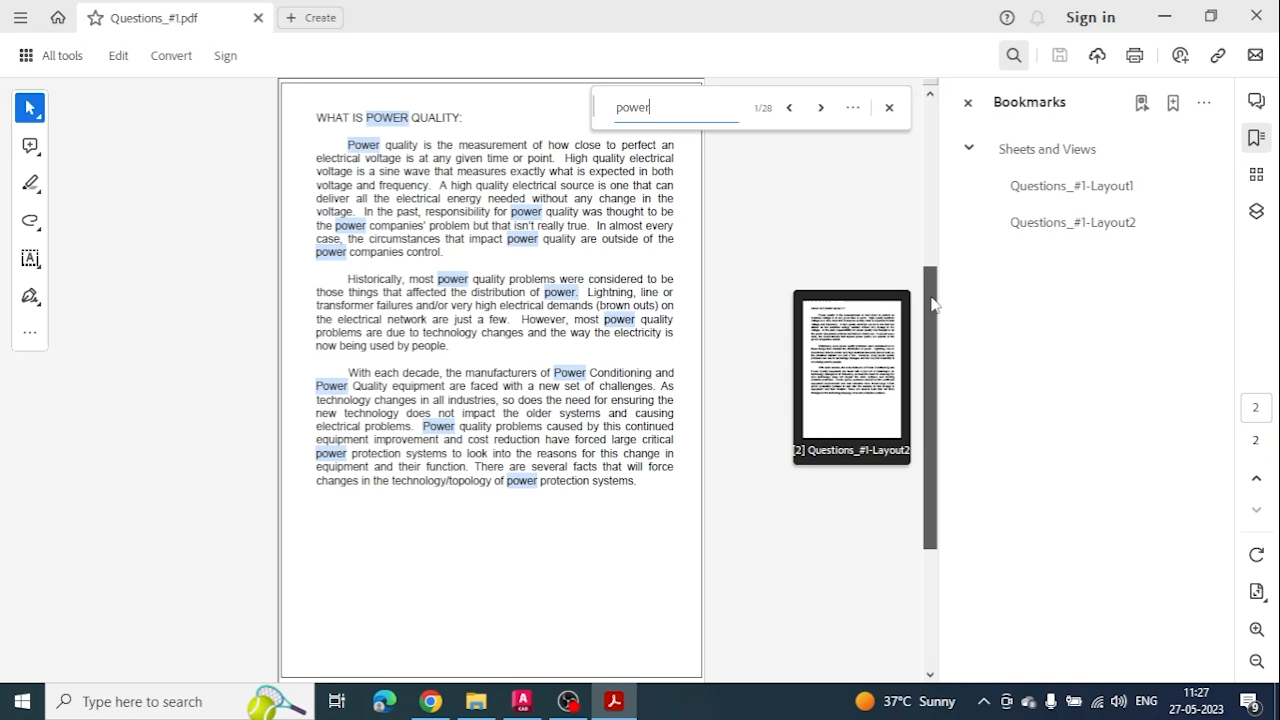 Questions_#1.pdf
Create
Sign in
All tools
Edit
Convert
Sign
power
1/28
Bookmarks
Sheets and Views
Questions_#1-Layout1
Questions_#1-Layout2
WHAT IS POWER QUALITY:
Power quality is the measurement of how close to perfect an
electrical voltage is at any given time or point. High quality electrical
voltage is a sine wave that measures exactly what is expected in both
voltage and frequency. A high quality electrical source is one that can
deliver all the electrical energy needed without any change in the
voltage. In the past, responsibility for power quality was thought to be
the power companies' problem but that isn't really true. In almost every
case, the circumstances that impact power quality are outside of the
power companies control.
Historically, most power quality problems were considered to be
those things that affected the distribution of power. Lightning, line or
transformer failures and/or very high electrical demands (brown outs) on
the electrical network are just a few. However, most power quality
problems are due to technology changes and the way the electricity is
now being used by people.
With each decade, the manufacturers of Power Conditioning and
Power Quality equipment are faced with a new set of challenges. As
technology changes in all industries, so does the need for ensuring the
new technology does not impact the older systems and causing
electrical problems. Power quality problems caused by this continued
equipment improvement and cost reduction have forced large critical
power protection systems to look into the reasons for this change in
equipment and their function. There are several facts that will force
changes in the technology/topology of power protection systems.
[2] Questions_#1-Layout2
2
2
Type here to search
CAD
37°C Sunny
ENG
11:27
27-05-2023
9